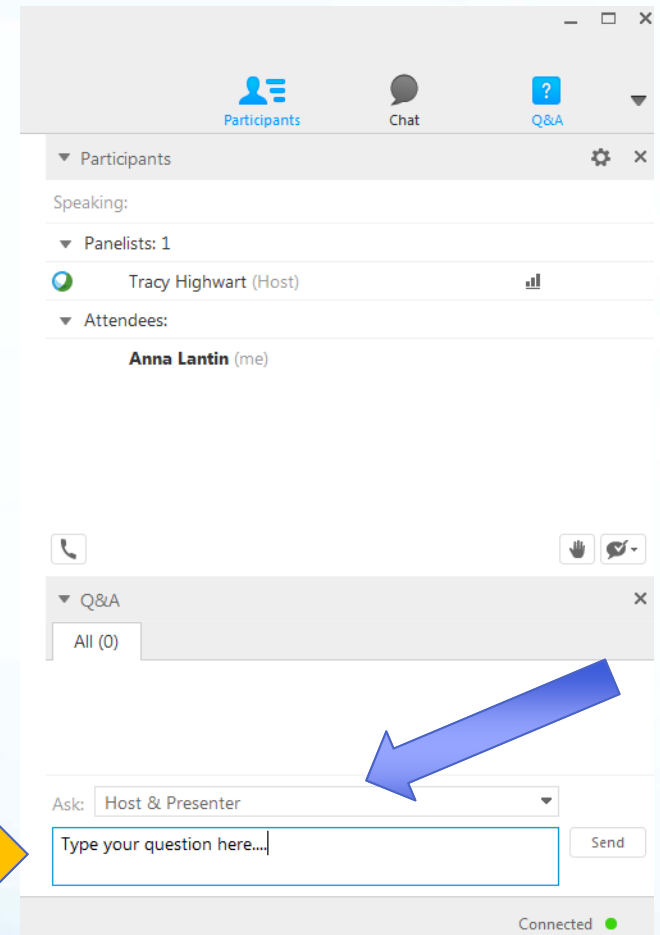 Participants Chat Q&A
Participants
Speaking:
Panelists: 1
Tracy Highwart (Host)
Attendees:
Anna Lantin (me)
Q&A
All (0)
Ask: Host & Presenter
Type your question here....
Send
Connected